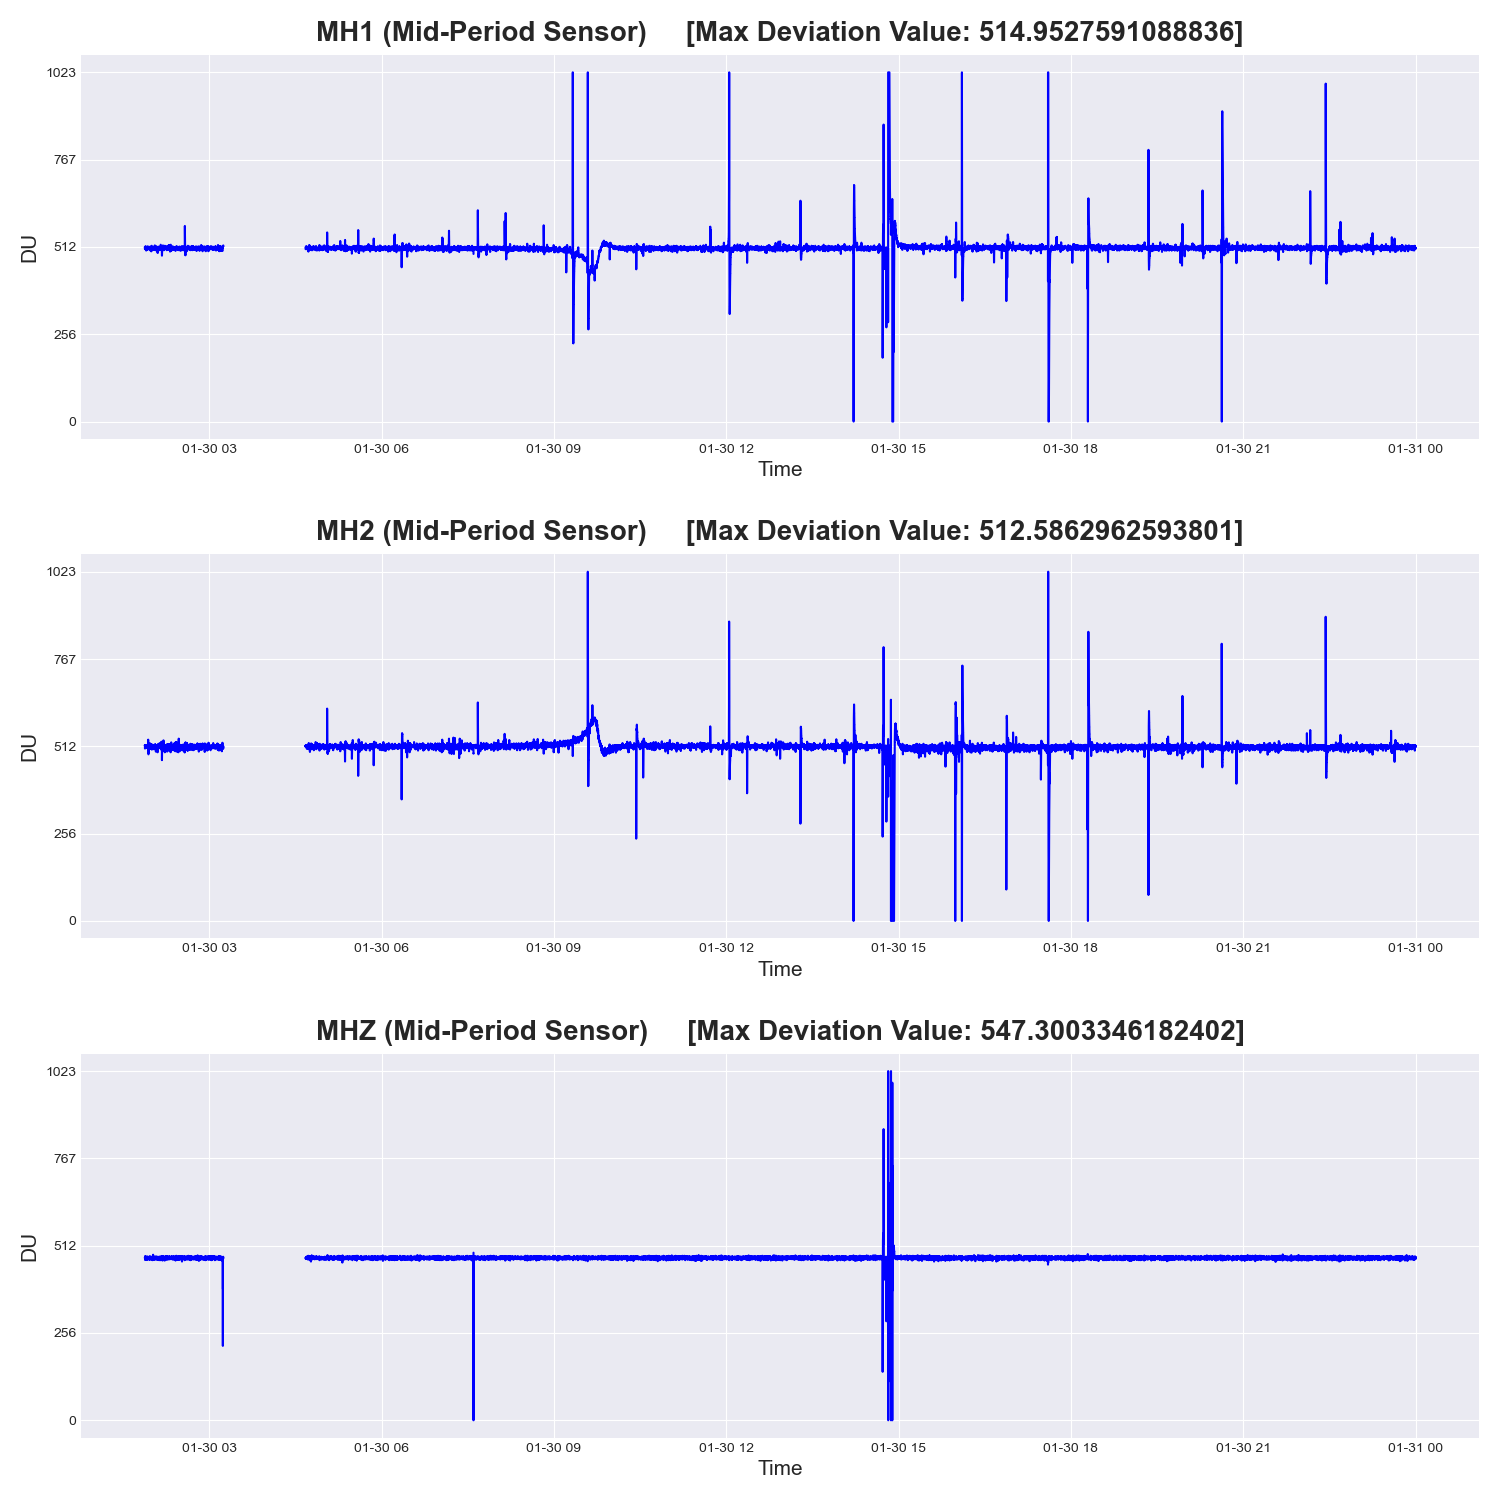 MH1 (Mid-Period Sensor) [Max Deviation Value: 514.9527591088836]
1023
767
512
256
0
DU
01-30 03 01-30 06 01-30 09 01-30 12 01-30 15 01-30 18 01-30 21 01-31 00
Time
MH2 (Mid-Period Sensor) [Max Deviation Value: 512.5862962593801]
1023
767
512
256
0
DU
01-30 03 01-30 06 01-30 09 01-30 12 01-30 15 01-30 18 01-30 21 01-31 00
Time
MHZ (Mid-Period Sensor) [Max Deviation Value: 547.3003346182402]
1023
767
512
256
0
DU
01-30 03 01-30 06 01-30 09 01-30 12 01-30 15 01-30 18 01-30 21 01-31 00
Time